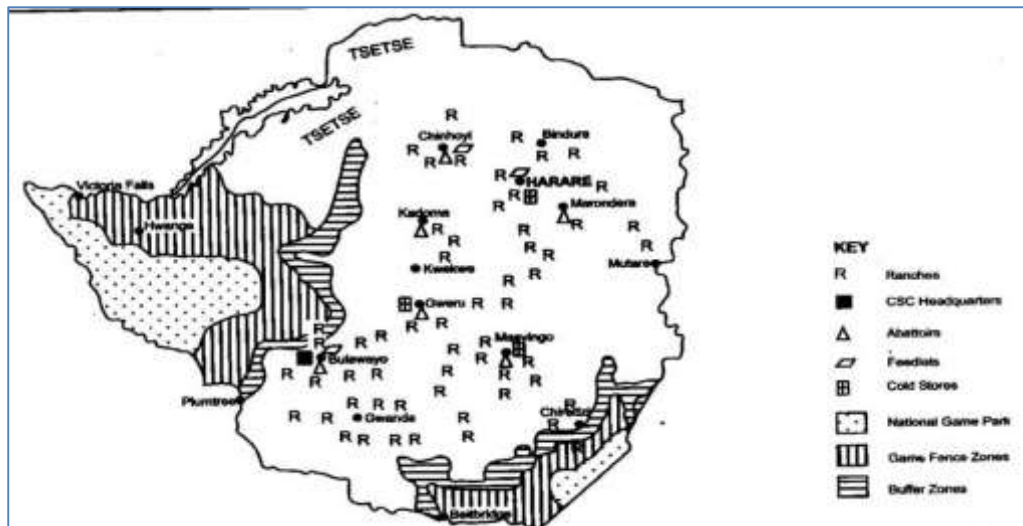 TSETSE
TSETSE
Chinhoyi
R
R
R
R
Bindura
R
R
R
R
HARARE
R
R
R
Marondera
R
Victoria Falls
Hwange
Kadoma
R
R
R
R
R
R
R
R
R
Mutare
Kwekwe
R
R
Gweru
R
R
R
R
R
R
R
R
R
Masvingo
R
R
R
R
R
Bulawayo
R
R
R
R
R
R
R
R
R
Plumtree
R
R
R
R
R
Gwanda
R
R
R
R
R
R
R
R
Beitbridge
KEY
R Ranches
CSC Headquarters
Abattoirs
Feedlots
Cold Stores
National Game Park
Game Fence Zones
Buffer Zones